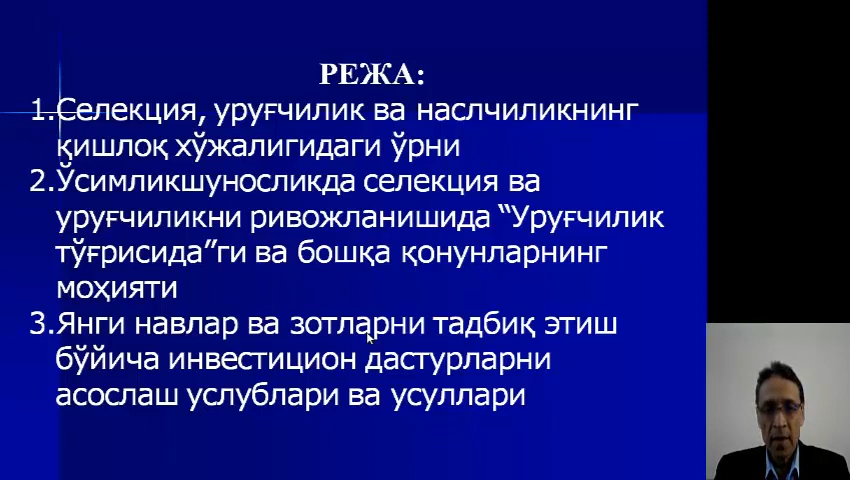 РЕЖА:
1.Селекция, уруғчилик ва наслчиликнинг
қишлоқ хўжалигидаги ўрни
2.Ўсимликшуносликда селекция ва
уруғчиликни ривожланишида “Уруғчилик
тўғрисида”ги ва бошқа қонунларнинг
моҳияти
3.Янги навлар ва зотларни тадбиқ этиш
бўйича инвестицион дастурларни
асослаш услублари ва усуллари